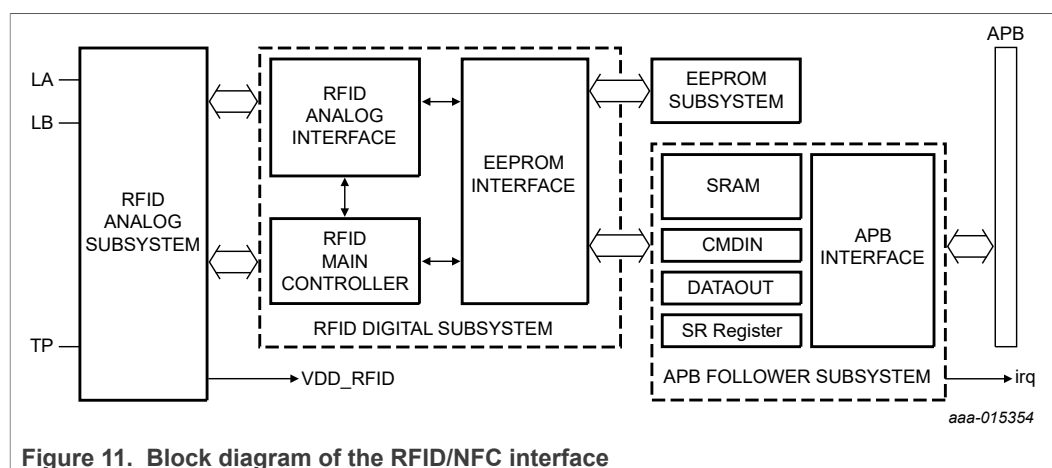 APB
LA
LB
TP
RFID
ANALOG
SUBSYSTEM
VDD_RFID
RFID
ANALOG
INTERFACE
RFID
MAIN
CONTROLLER
EEPROM
INTERFACE
RFID DIGITAL SUBSYSTEM
EEPROM
SUBSYSTEM
SRAM
CMDIN
DATAOUT
SR Register
APB
INTERFACE
APB FOLLOWER SUBSYSTEM
irq
aaa-015354
Figure 11. Block diagram of the RFID/NFC interface